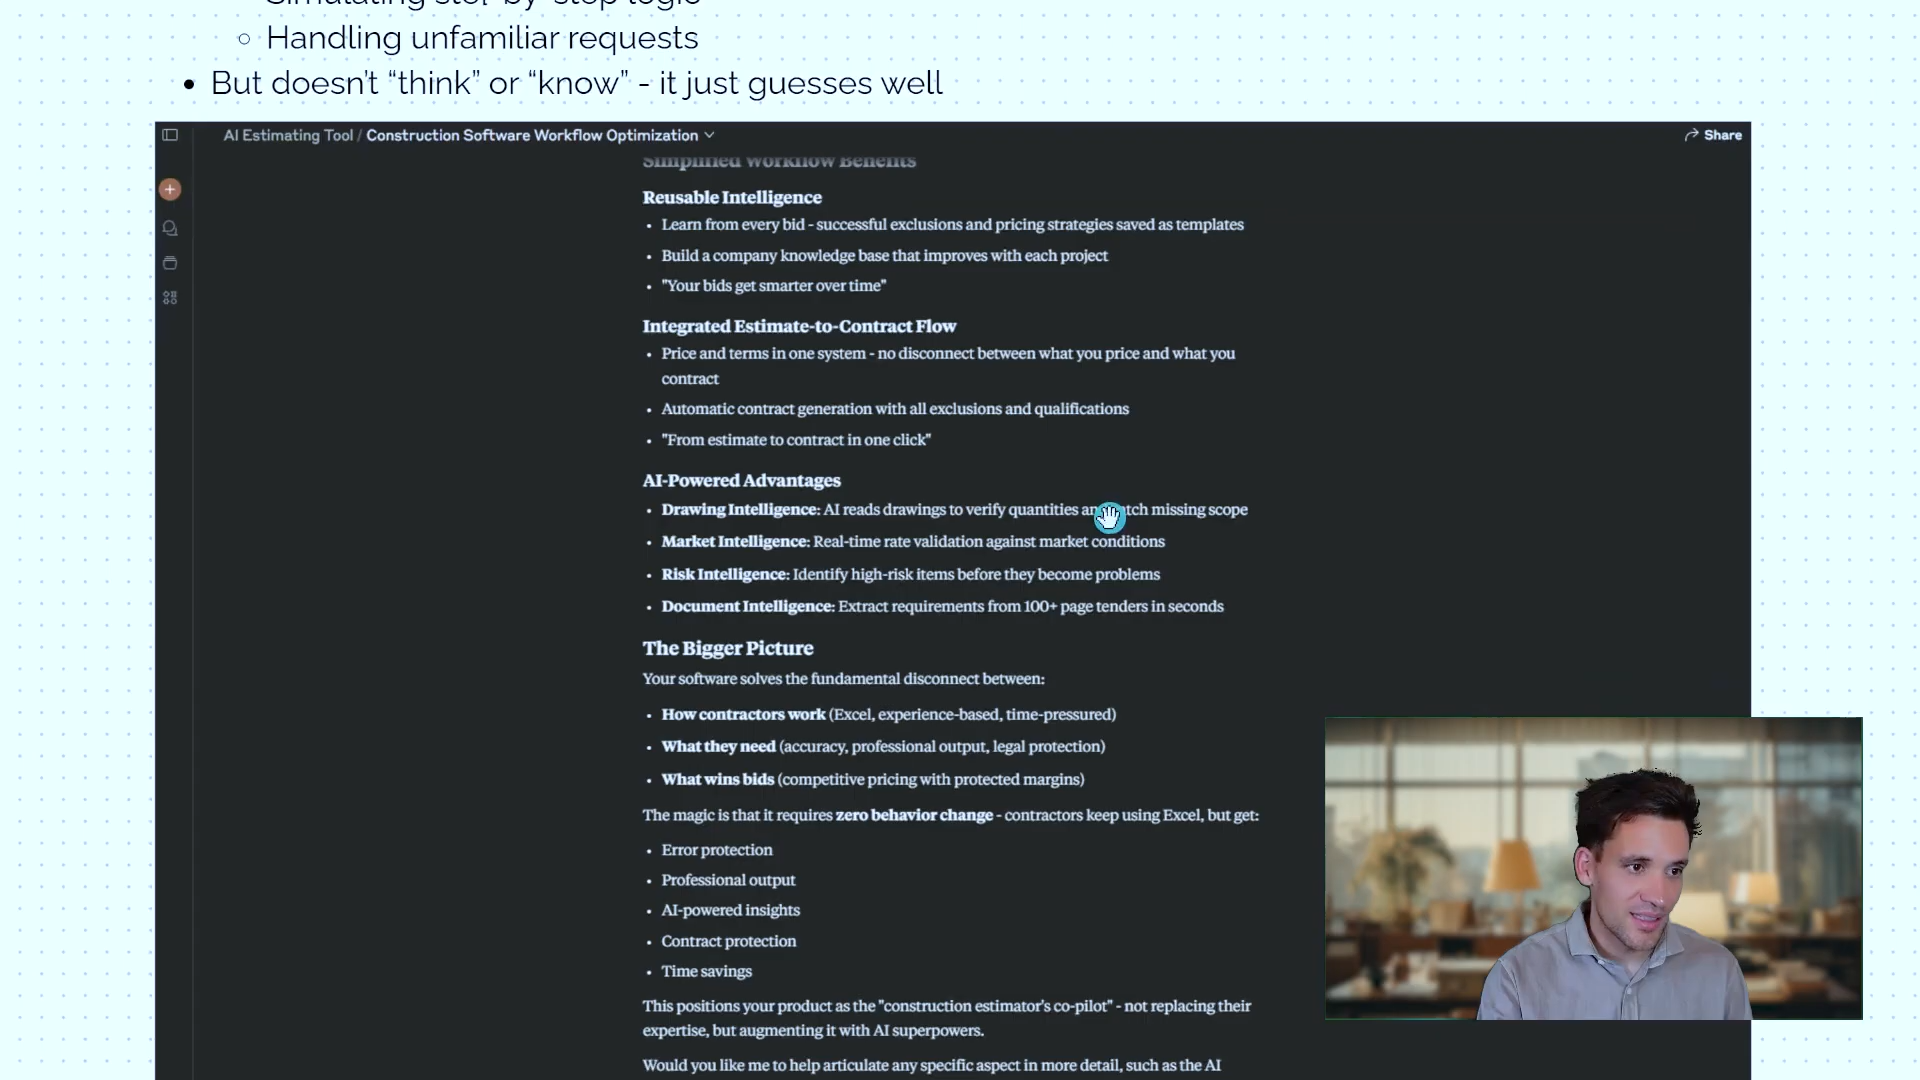 Simulating step-by-step logic
Handling unfamiliar requests
But doesn't “think” or “know” - it just guesses well
AI Estimating Tool / Construction Software Workflow Optimization
Share
Simplified Workflow Benefits
Reusable Intelligence
Learn from every bid - successful exclusions and pricing strategies saved as templates
Build a company knowledge base that improves with each project
"Your bids get smarter over time"
Integrated Estimate-to-Contract Flow
Price and terms in one system - no disconnect between what you price and what you
contract
Automatic contract generation with all exclusions and qualifications
"From estimate to contract in one click"
AI-Powered Advantages
Drawing Intelligence: AI reads drawings to verify quantities missing scope
Market Intelligence: Real-time rate validation against market conditions
Risk Intelligence: Identify high-risk items before they become problems
Document Intelligence: Extract requirements from 100+ page tenders in seconds
The Bigger Picture
Your software solves the fundamental disconnect between:
How contractors work (Excel, experience-based, time-pressured)
What they need (accuracy, professional output, legal protection)
What wins bids (competitive pricing with protected margins)
The magic is that it requires zero behavior change - contractors keep using Excel, but get:
Error protection
Professional output
AI-powered insights
Contract protection
Time savings
This positions your product as the "construction estimator's co-pilot" - not replacing their
expertise, but augmenting it with AI superpowers.
Would you like me to help articulate any specific aspect in more detail, such as the AI